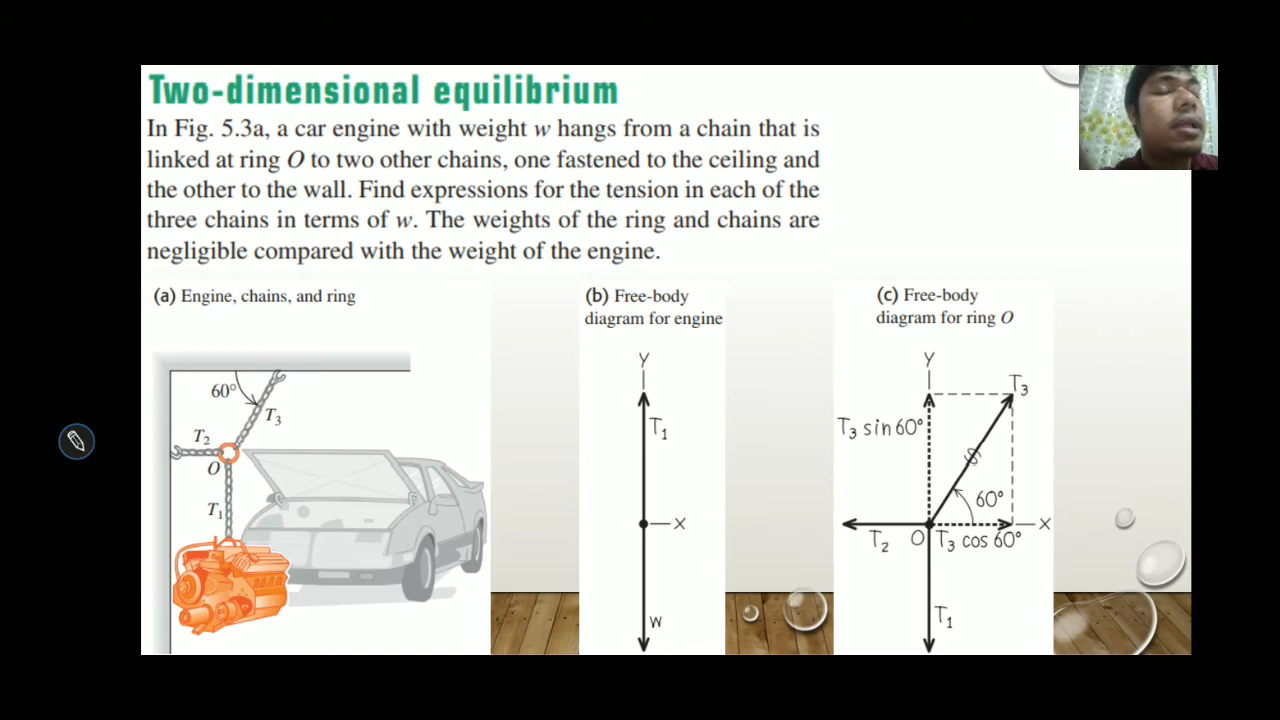 Two-dimensional equilibrium
In Fig. 5.3a, a car engine with weight w hangs from a chain that is
linked at ring O to two other chains, one fastened to the ceiling and
the other to the wall. Find expressions for the tension in each of the
three chains in terms of w. The weights of the ring and chains are
negligible compared with the weight of the engine.
(a) Engine, chains, and ring
60°
T3
T2
O
T1
(b) Free-body
diagram for engine
y
T1
x
w
(c) Free-body
diagram for ring O
y
T3
T3 sin 60°
60°
x
T2
O
T3 cos 60°
T1